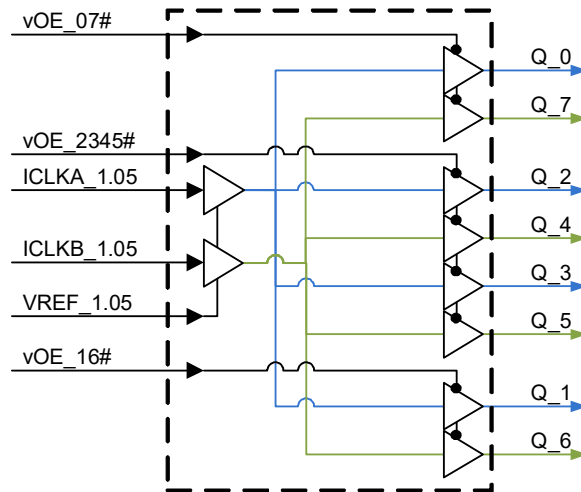 vOE_07#
Q_0
Q_7
vOE_2345#
ICLKA_1.05
Q_2
Q_4
ICLKB_1.05
Q_3
VREF_1.05
Q_5
vOE_16#
Q_1
Q_6